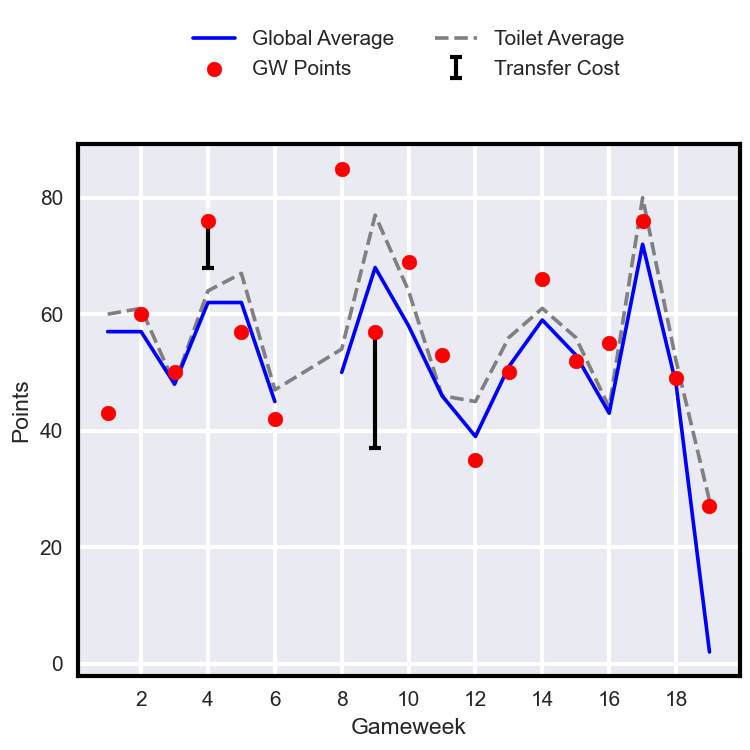 Global Average
GW Points
Toilet Average
Transfer Cost
80
60
40
20
0
Points
2 4 6 8 10 12 14 16 18
Gameweek